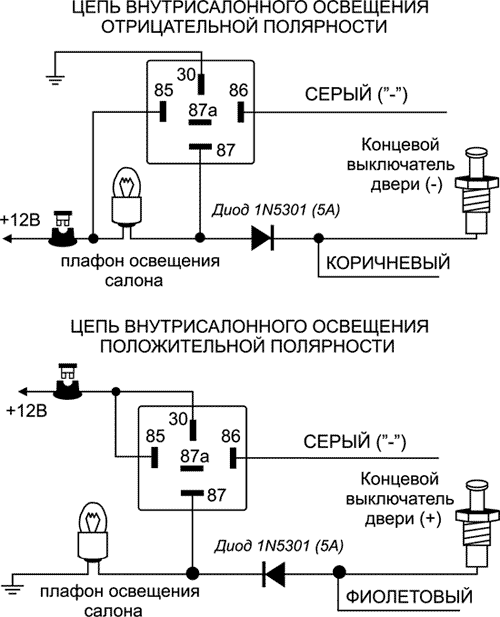 ЦЕПЬ ВНУТРИСАЛОННОГО ОСВЕЩЕНИЯ
ОТРИЦАТЕЛЬНОЙ ПОЛЯРНОСТИ
30
85
86
87a
87
СЕРЫЙ ("-")
Концевой
выключатель
двери (-)
Диод 1N5301 (5A)
+12В
плафон освещения
салона
КОРИЧНЕВЫЙ
ЦЕПЬ ВНУТРИСАЛОННОГО ОСВЕЩЕНИЯ
ПОЛОЖИТЕЛЬНОЙ ПОЛЯРНОСТИ
+12В
30
85
86
87a
87
СЕРЫЙ ("-")
Концевой
выключатель
двери (+)
Диод 1N5301 (5A)
плафон освещения
салона
ФИОЛЕТОВЫЙ